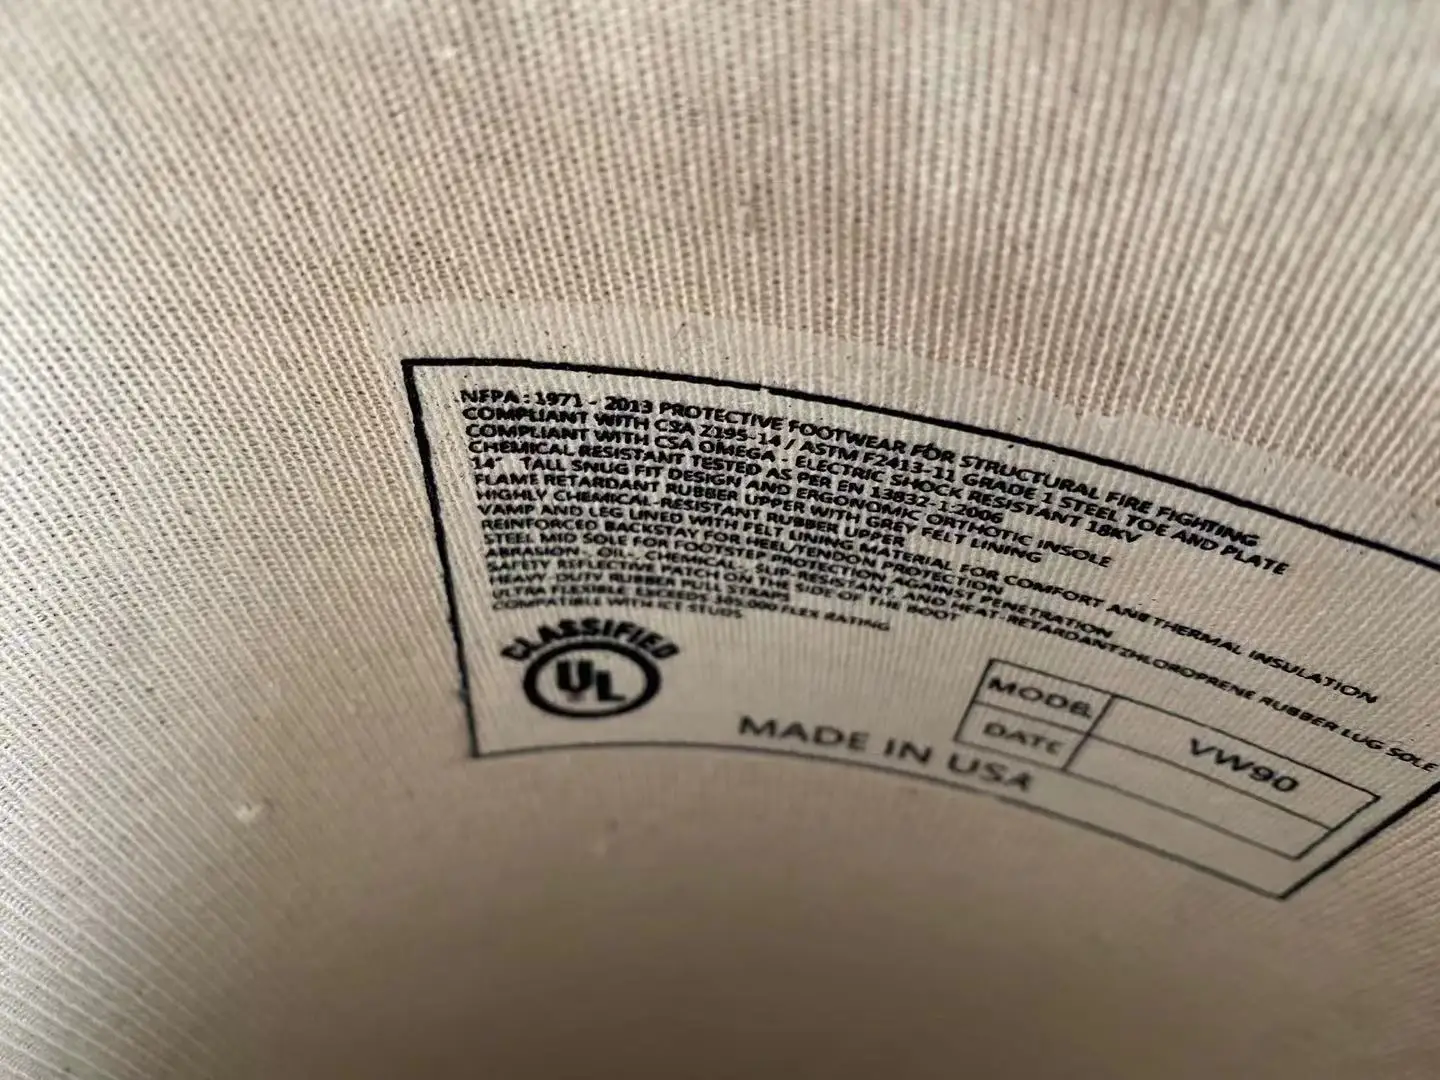 NFPA : 1971 - 2013 PROTECTIVE FOOTWEAR FOR STRUCTURAL FIRE FIGHTING
COMPLIANT WITH CSA Z195-14 / ASTM F2413-11 GRADE 1 STEEL TOE AND PLATE
COMPLIANT WITH CSA OMEGA - ELECTRIC SHOCK RESISTANT 18KV
CHEMICAL RESISTANT TESTED AS PER EN 13832-1:2006
14" TALL SNUG FIT DESIGN AND ERGONOMIC ORTHOTIC INSOLE
FLAME RETARDANT RUBBER UPPER WITH GREY FELT LINING
HIGHLY CHEMICAL-RESISTANT RUBBER UPPER
VAMP AND LEG LINED WITH FELT LINING MATERIAL FOR COMFORT AND THERMAL INSULATION
REINFORCED BACKSTAY FOR HEEL/TENDON PROTECTION
STEEL MID SOLE FOR FOOTSTEP PROTECTION AGAINST PENETRATION
ABRASION-, OIL-, CHEMICAL-, SLIP-RESISTANT, AND HEAT-RETARDANT CHLOROPRENE RUBBER LUG SOLE
SAFETY REFLECTIVE PATCH ON THE SIDE OF THE BOOT
HEAVY-DUTY RUBBER PULL STRAPS
ULTRA FLEXIBLE, EXCEEDS FLEX RATING
COMPATIBLE WITH ICE STUDS
CLASSIFIED
UL
MADE IN USA
MODEL VW90
DATE